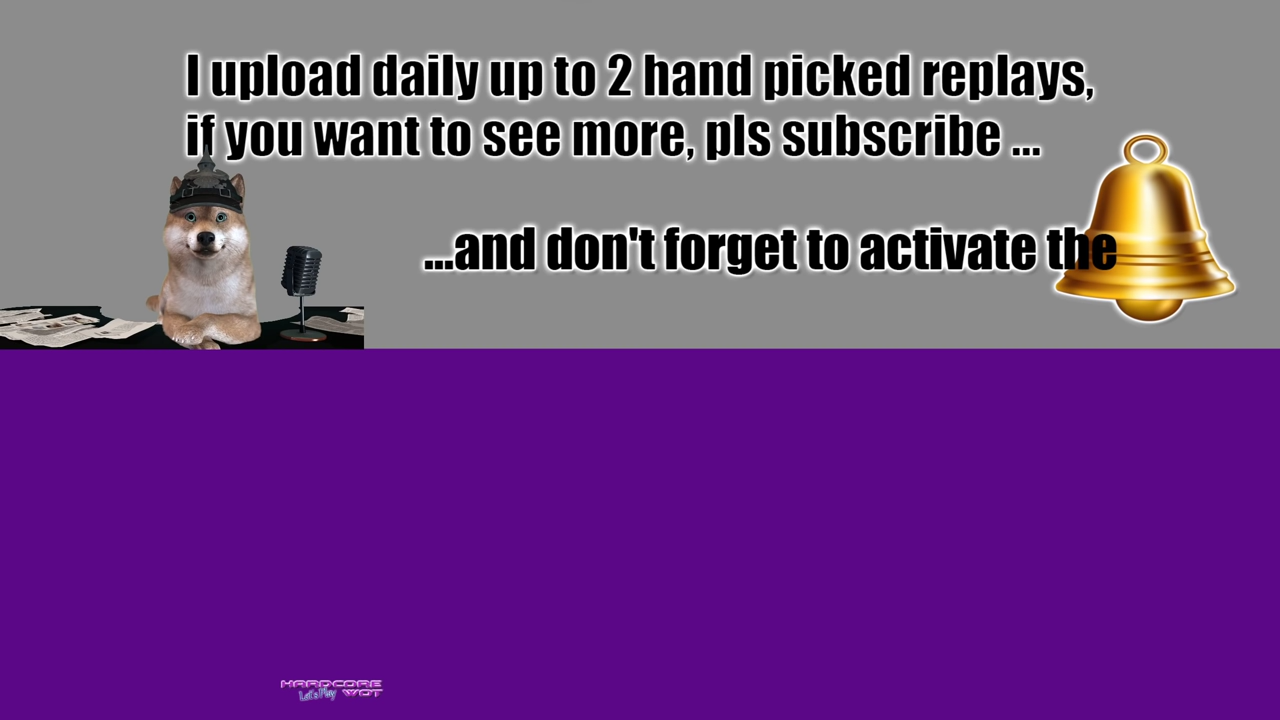 I upload daily up to 2 hand picked replays,
if you want to see more, pls subscribe ...
...and don't forget to activate the
HARDCORE
Let's Play WOT